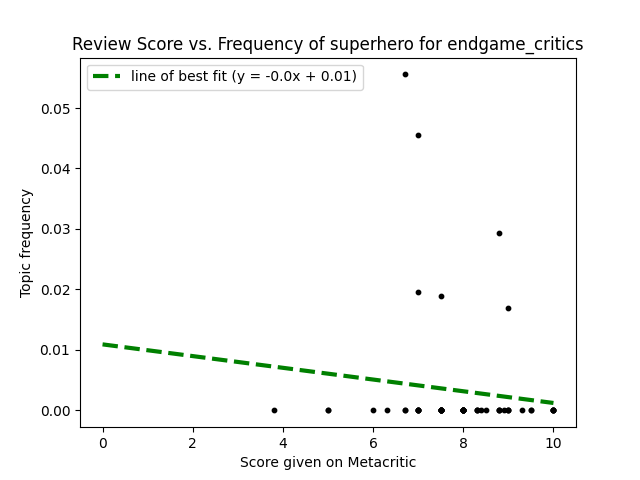 Review Score vs. Frequency of superhero for endgame_critics
line of best fit (y = -0.0x + 0.01)
Topic frequency
0.05
0.04
0.03
0.02
0.01
0.00
0 2 4 6 8 10
Score given on Metacritic